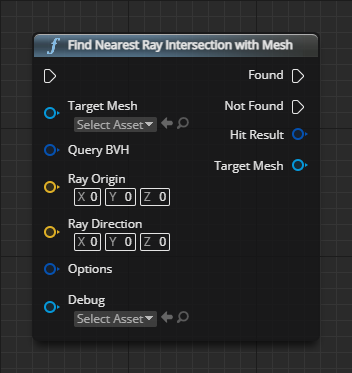 f Find Nearest Ray Intersection with Mesh
Found
Target Mesh
Select Asset
Not Found
Query BVH
Hit Result
Target Mesh
Ray Origin
X 0 Y 0 Z 0
Ray Direction
X 0 Y 0 Z 0
Options
Debug
Select Asset